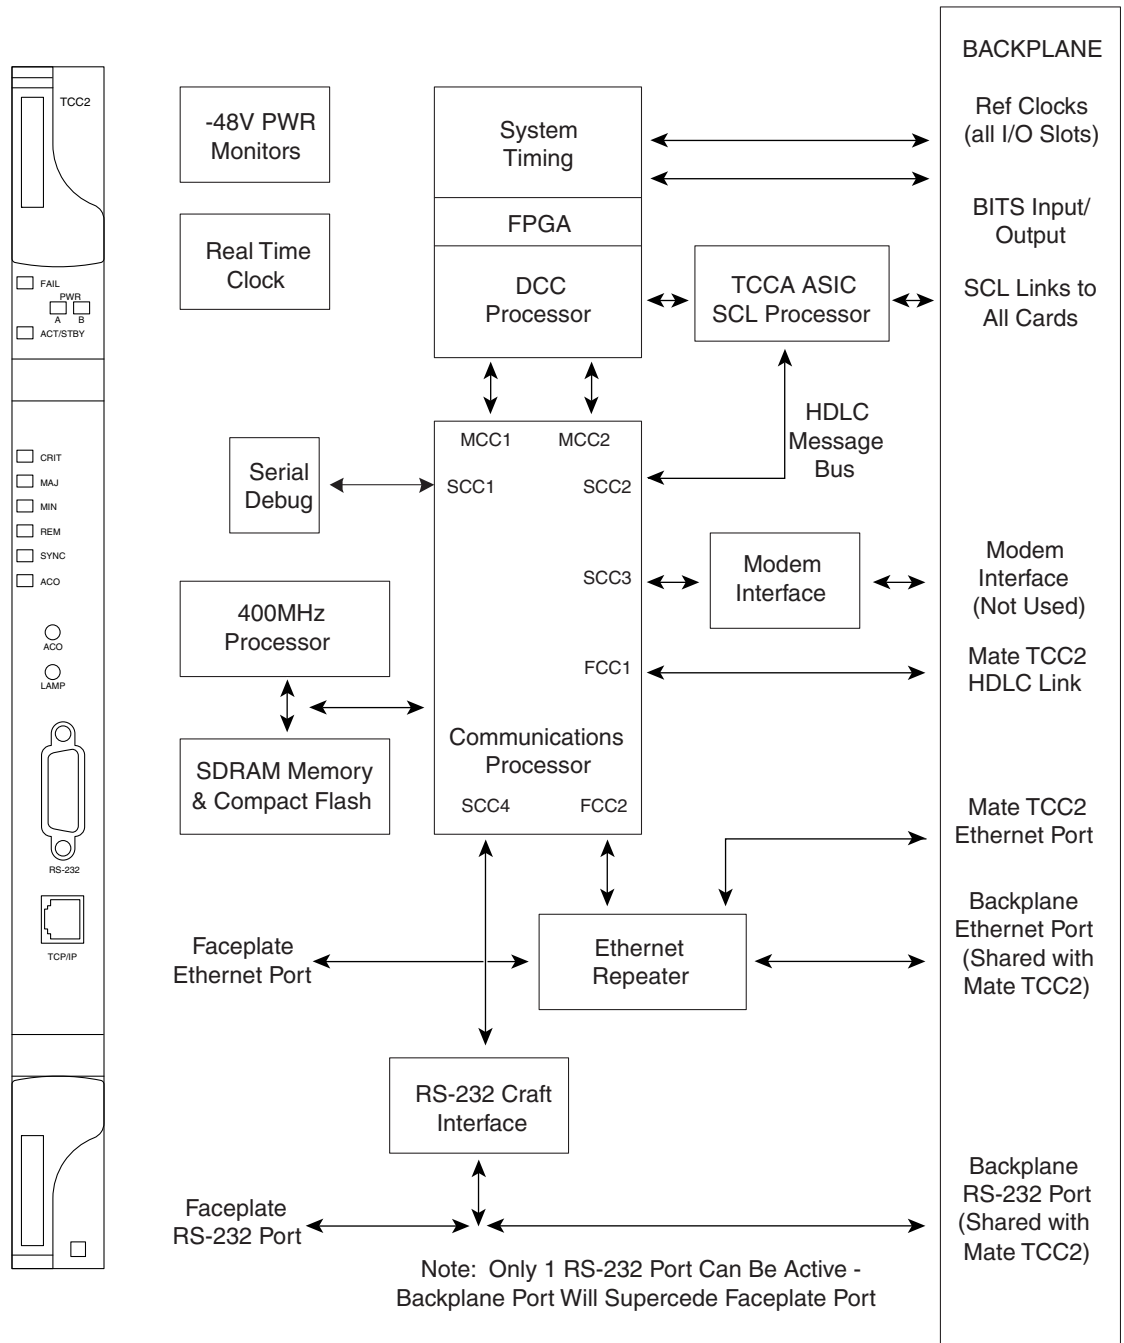 TCC2
FAIL
PWR
A B
ACT/STBY
CRIT
MAJ
MIN
REM
SYNC
ACO
ACO
LAMP
RS-232
TCP/IP
-48V PWR
Monitors
Real Time
Clock
System
Timing
FPGA
DCC
Processor
TCCA ASIC
SCL Processor
HDLC
Message
Bus
MCC1 MCC2
SCC1 SCC2
SCC3
FCC1
Communications
Processor
SCC4 FCC2
Serial
Debug
400MHz
Processor
SDRAM Memory
& Compact Flash
Modem
Interface
Faceplate
Ethernet Port
Ethernet
Repeater
RS-232 Craft
Interface
Faceplate
RS-232 Port
Note: Only 1 RS-232 Port Can Be Active -
Backplane Port Will Supercede Faceplate Port
BACKPLANE
Ref Clocks
(all I/O Slots)
BITS Input/
Output
SCL Links to
All Cards
Modem
Interface
(Not Used)
Mate TCC2
HDLC Link
Mate TCC2
Ethernet Port
Backplane
Ethernet Port
(Shared with
Mate TCC2)
Backplane
RS-232 Port
(Shared with
Mate TCC2)